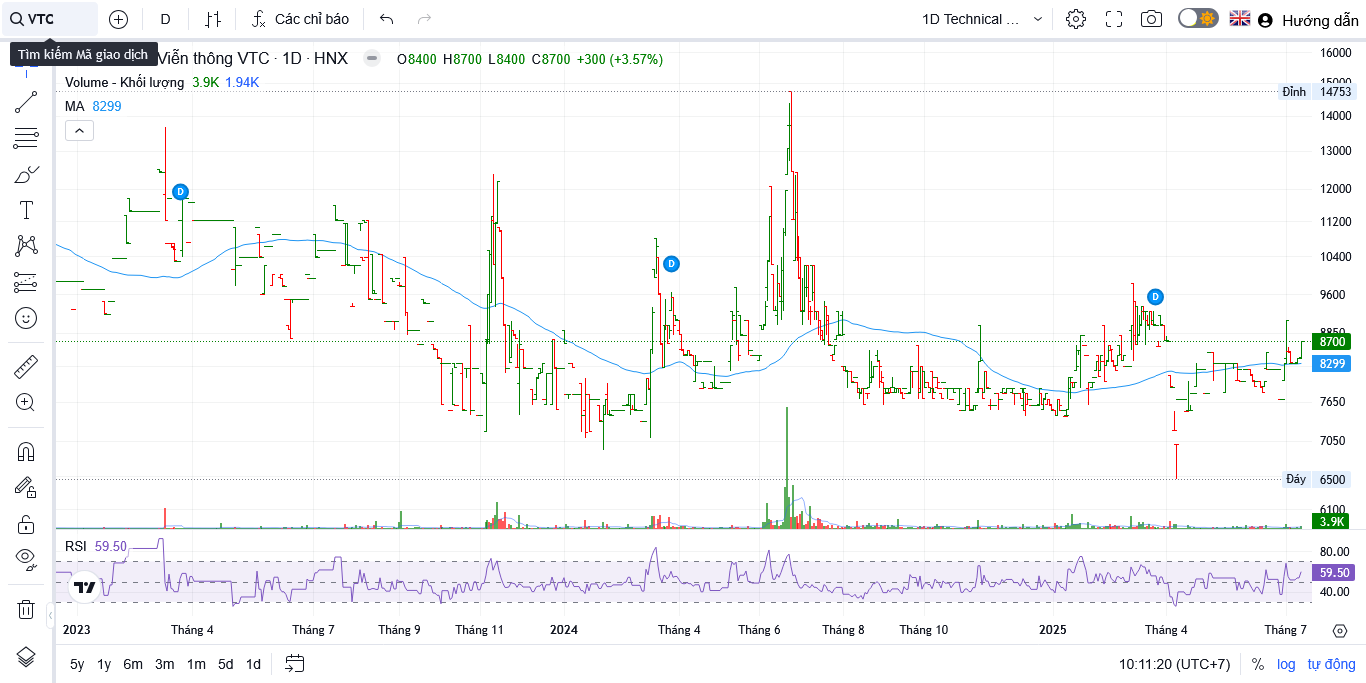 VTC
D
Các chỉ báo
1D Technical ...
Hướng dẫn
Tìm kiếm Mã giao dịch
Viễn thông VTC · 1D · HNX
O8400 H8700 L8400 C8700 +300 (+3.57%)
Volume - Khối lượng 3.9K 1.94K
MA 8299
16000
15000
Đỉnh 14753
14000
13000
12000
11200
10400
9600
8850
8700
8299
7650
7050
Đáy 6500
6100
3.9K
D
D
D
RSI 59.50
80.00
59.50
40.00
2023
Tháng 4
Tháng 7
Tháng 9
Tháng 11
2024
Tháng 4
Tháng 6
Tháng 8
Tháng 10
2025
Tháng 4
Tháng 7
5y 1y 6m 3m 1m 5d 1d
10:11:20 (UTC+7)
%
log
tự động